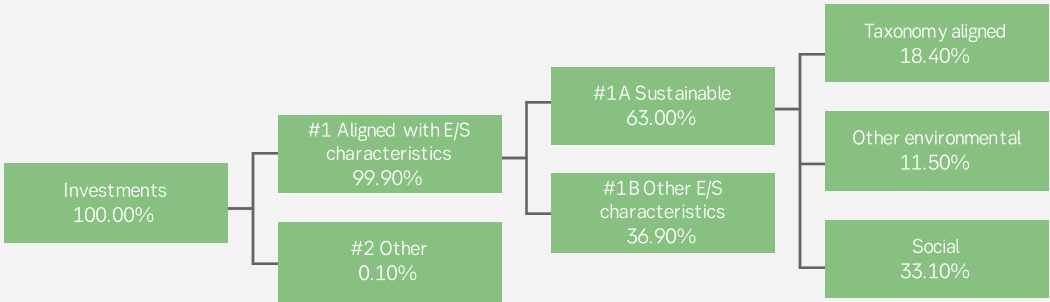 Investments
100.00%
#1 Aligned with E/S
characteristics
99.90%
#2 Other
0.10%
#1A Sustainable
63.00%
#1B Other E/S
characteristics
36.90%
Taxonomy aligned
18.40%
Other environmental
11.50%
Social
33.10%